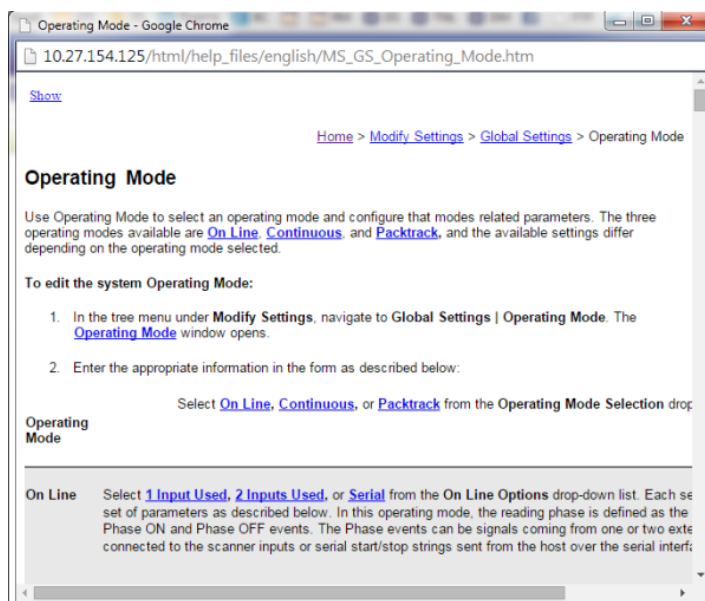 Operating Mode - Google Chrome
10.27.154.125/html/help_files/english/MS_GS_Operating_Mode.htm
Show
Home > Modify Settings > Global Settings > Operating Mode
Operating Mode
Use Operating Mode to select an operating mode and configure that modes related parameters. The three
operating modes available are On Line, Continuous, and Packtrack, and the available settings differ
depending on the operating mode selected.
To edit the system Operating Mode:
1. In the tree menu under Modify Settings, navigate to Global Settings | Operating Mode. The
Operating Mode window opens.
2. Enter the appropriate information in the form as described below:
Select On Line, Continuous, or Packtrack from the Operating Mode Selection drop
Operating
Mode
On Line Select 1 Input Used, 2 Inputs Used, or Serial from the On Line Options drop-down list. Each se
set of parameters as described below. In this operating mode, the reading phase is defined as the
Phase ON and Phase OFF events. The Phase events can be signals coming from one or two exte
connected to the scanner inputs or serial start/stop strings sent from the host over the serial interfa